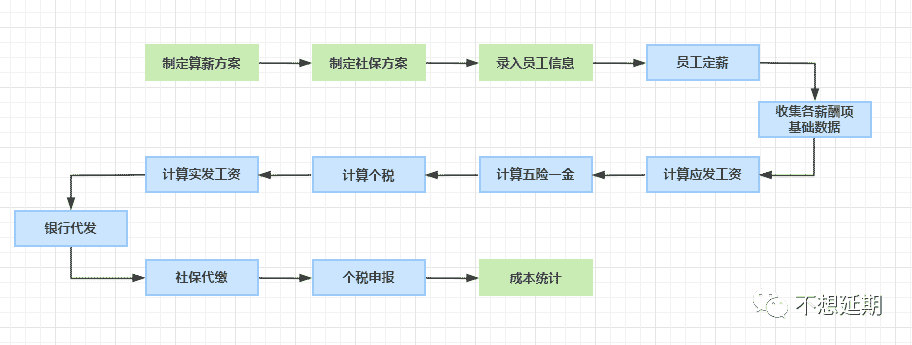 制定算薪方案
制定社保方案
录入员工信息
员工定薪
收集各薪酬项
基础数据
计算应发工资
计算五险一金
计算个税
计算实发工资
银行代发
社保代缴
个税申报
成本统计
不想延期